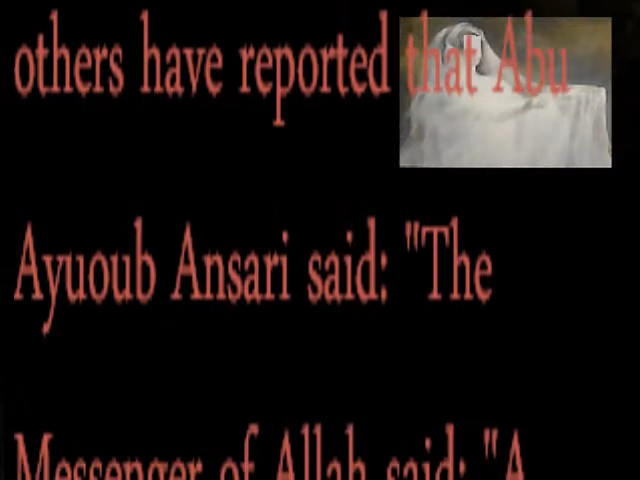 others have reported that Abu
Ayuoub Ansari said: "The
Messenger of Allah said: "A